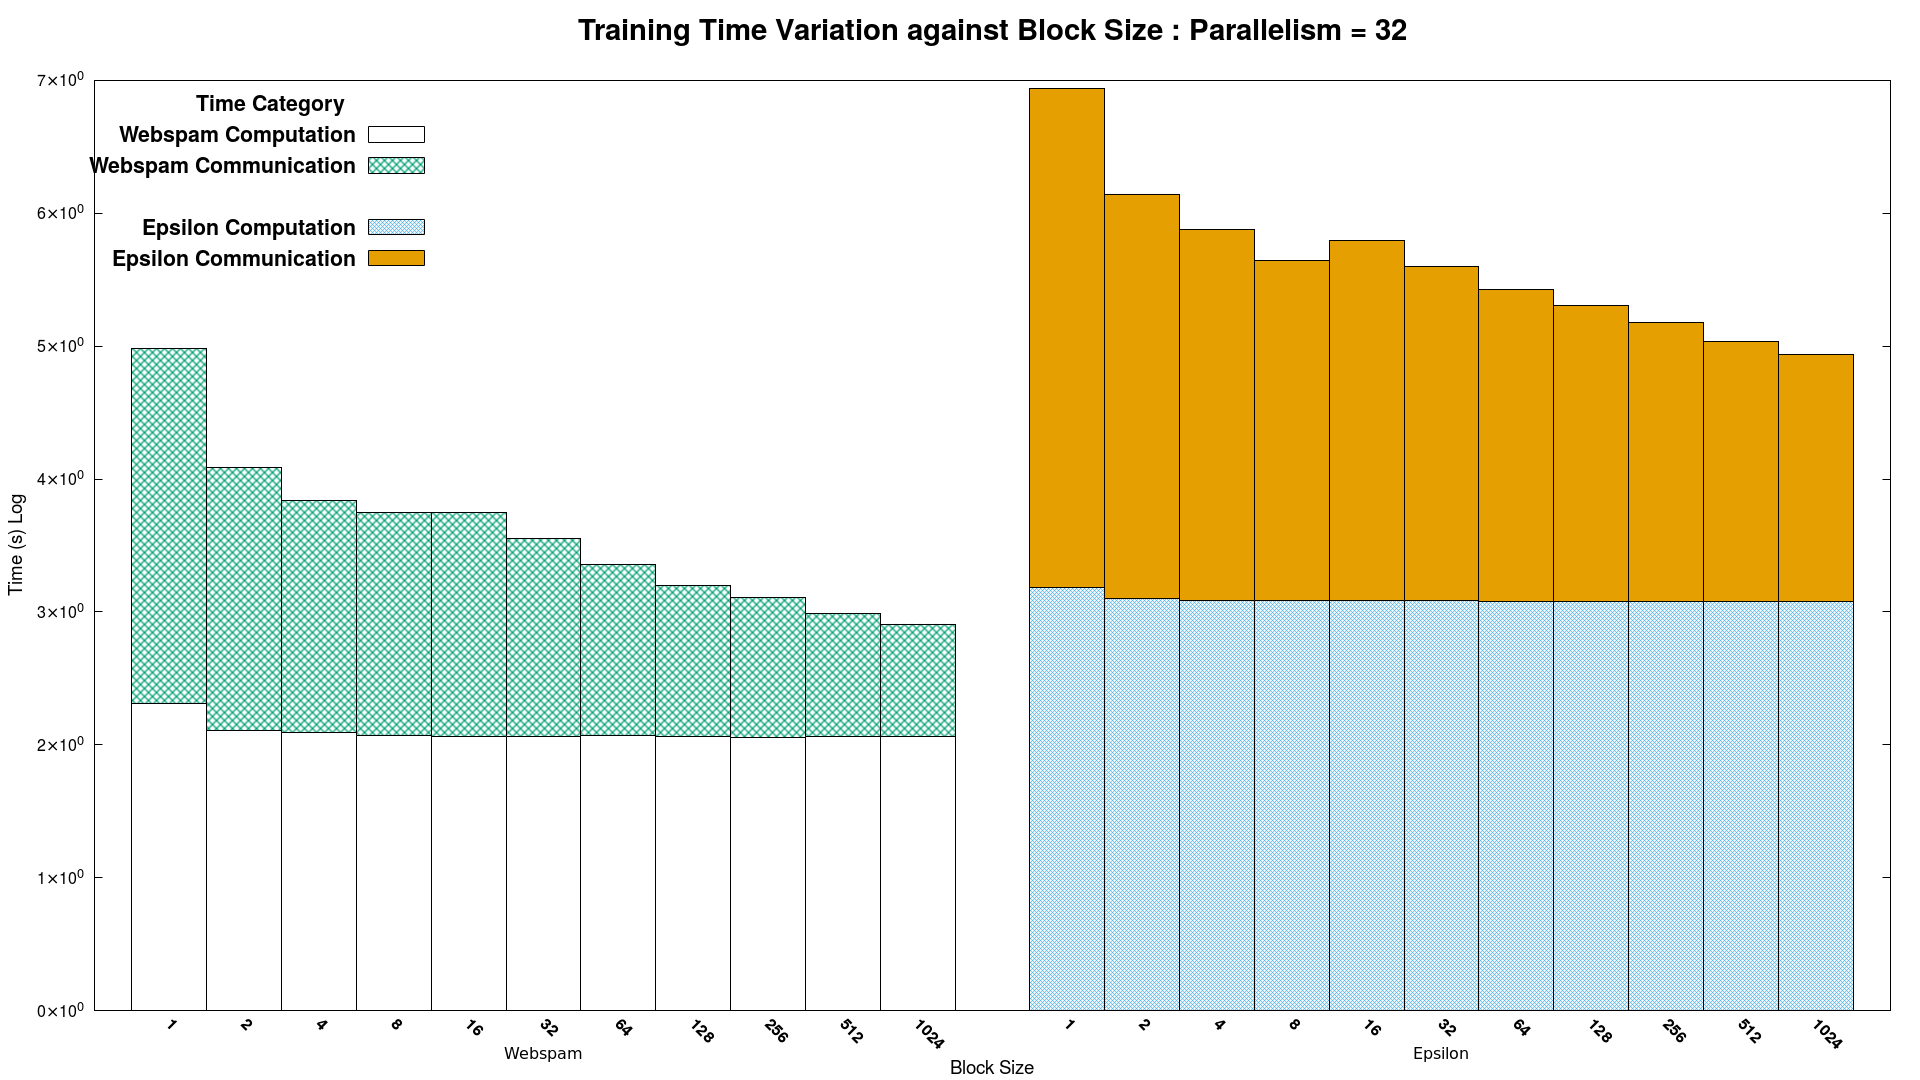 Training Time Variation against Block Size : Parallelism = 32
7×10⁰
6×10⁰
5×10⁰
4×10⁰
3×10⁰
2×10⁰
1×10⁰
0×10⁰
Time (s) Log
Time Category
Webspam Computation
Webspam Communication
Epsilon Computation
Epsilon Communication
1 2 4 8 16 32 64 128 256 512 1024 1 2 4 8 16 32 64 128 256 512 1024
Webspam Epsilon
Block Size